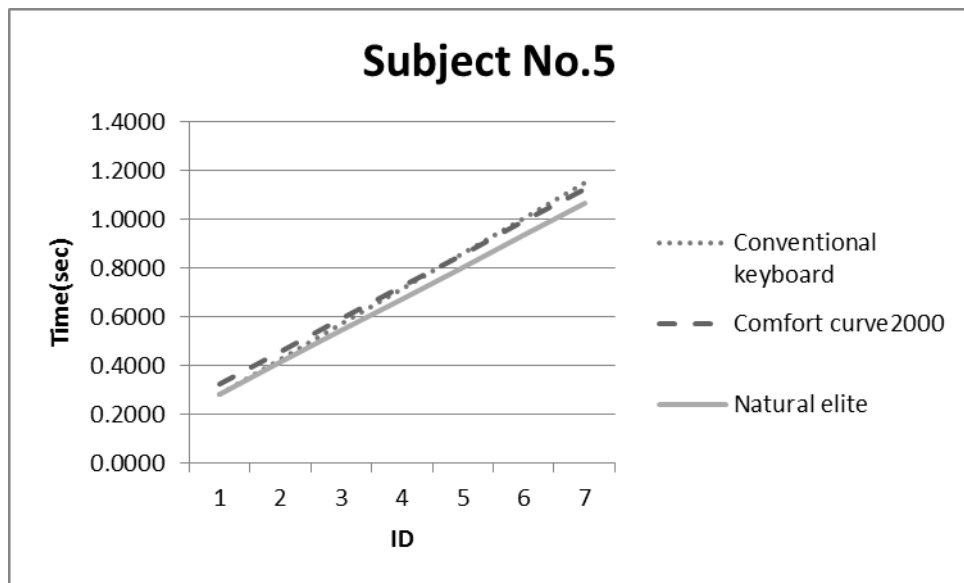 Subject No.5
1.4000
1.2000
1.0000
0.8000
0.6000
0.4000
0.2000
0.0000
Time(sec)
1 2 3 4 5 6 7
ID
Conventional
keyboard
Comfort curve2000
Natural elite